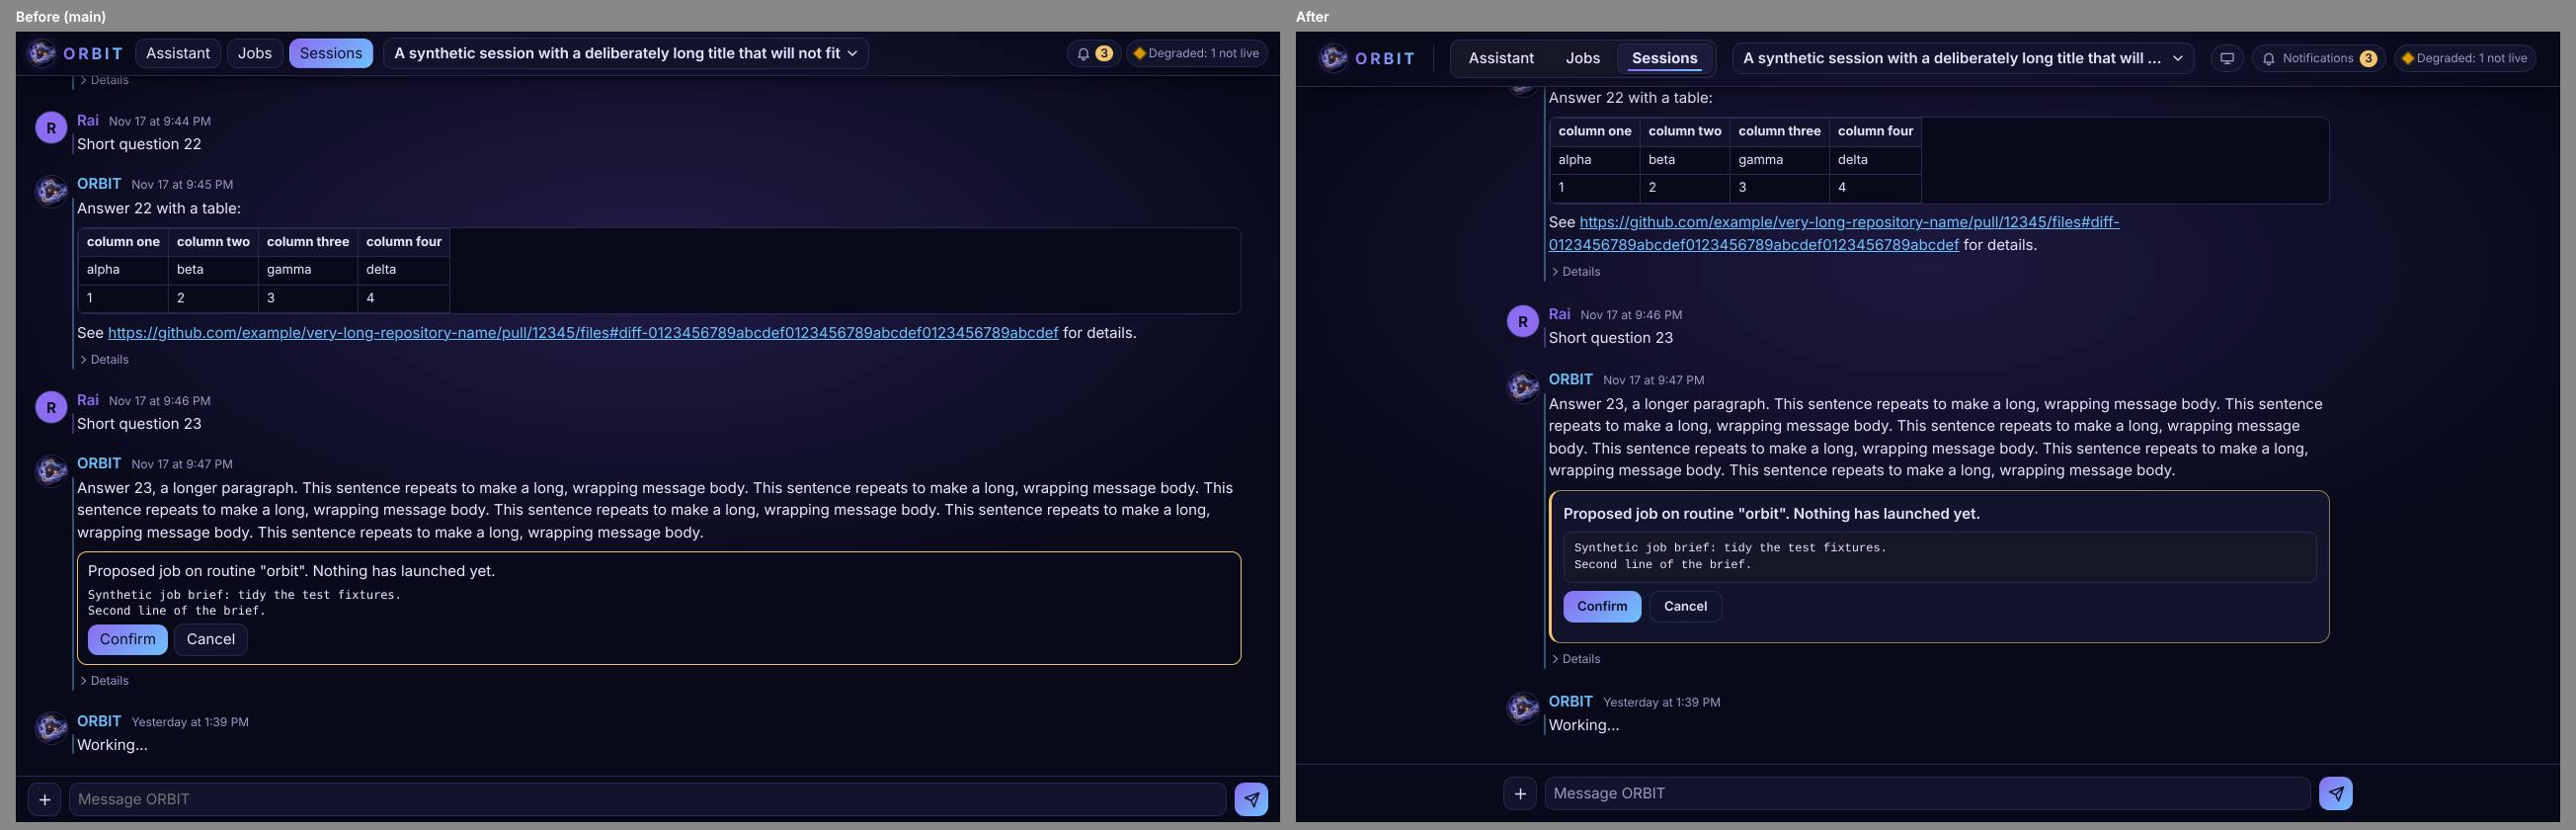 Before (main)
ORBIT
Assistant
Jobs
Sessions
A synthetic session with a deliberately long title that will not fit
3
Degraded: 1 not live
Details
R
Rai Nov 17 at 9:44 PM
Short question 22
ORBIT Nov 17 at 9:45 PM
Answer 22 with a table:
column one column two column three column four
alpha beta gamma delta
1 2 3 4
See https://github.com/example/very-long-repository-name/pull/12345/files#diff-0123456789abcdef0123456789abcdef0123456789abcdef for details.
Details
R
Rai Nov 17 at 9:46 PM
Short question 23
ORBIT Nov 17 at 9:47 PM
Answer 23, a longer paragraph. This sentence repeats to make a long, wrapping message body. This sentence repeats to make a long, wrapping message body. This
sentence repeats to make a long, wrapping message body. This sentence repeats to make a long, wrapping message body. This sentence repeats to make a long,
wrapping message body. This sentence repeats to make a long, wrapping message body.
Proposed job on routine "orbit". Nothing has launched yet.
Synthetic job brief: tidy the test fixtures.
Second line of the brief.
Confirm Cancel
Details
ORBIT Yesterday at 1:39 PM
Working...
Message ORBIT
After
ORBIT
Assistant
Jobs
Sessions
A synthetic session with a deliberately long title that will ...
Notifications 3
Degraded: 1 not live
Answer 22 with a table:
column one column two column three column four
alpha beta gamma delta
1 2 3 4
See https://github.com/example/very-long-repository-name/pull/12345/files#diff-
0123456789abcdef0123456789abcdef0123456789abcdef for details.
Details
R
Rai Nov 17 at 9:46 PM
Short question 23
ORBIT Nov 17 at 9:47 PM
Answer 23, a longer paragraph. This sentence repeats to make a long, wrapping message body. This sentence
repeats to make a long, wrapping message body. This sentence repeats to make a long, wrapping message
body. This sentence repeats to make a long, wrapping message body. This sentence repeats to make a long,
wrapping message body. This sentence repeats to make a long, wrapping message body.
Proposed job on routine "orbit". Nothing has launched yet.
Synthetic job brief: tidy the test fixtures.
Second line of the brief.
Confirm Cancel
Details
ORBIT Yesterday at 1:39 PM
Working...
Message ORBIT